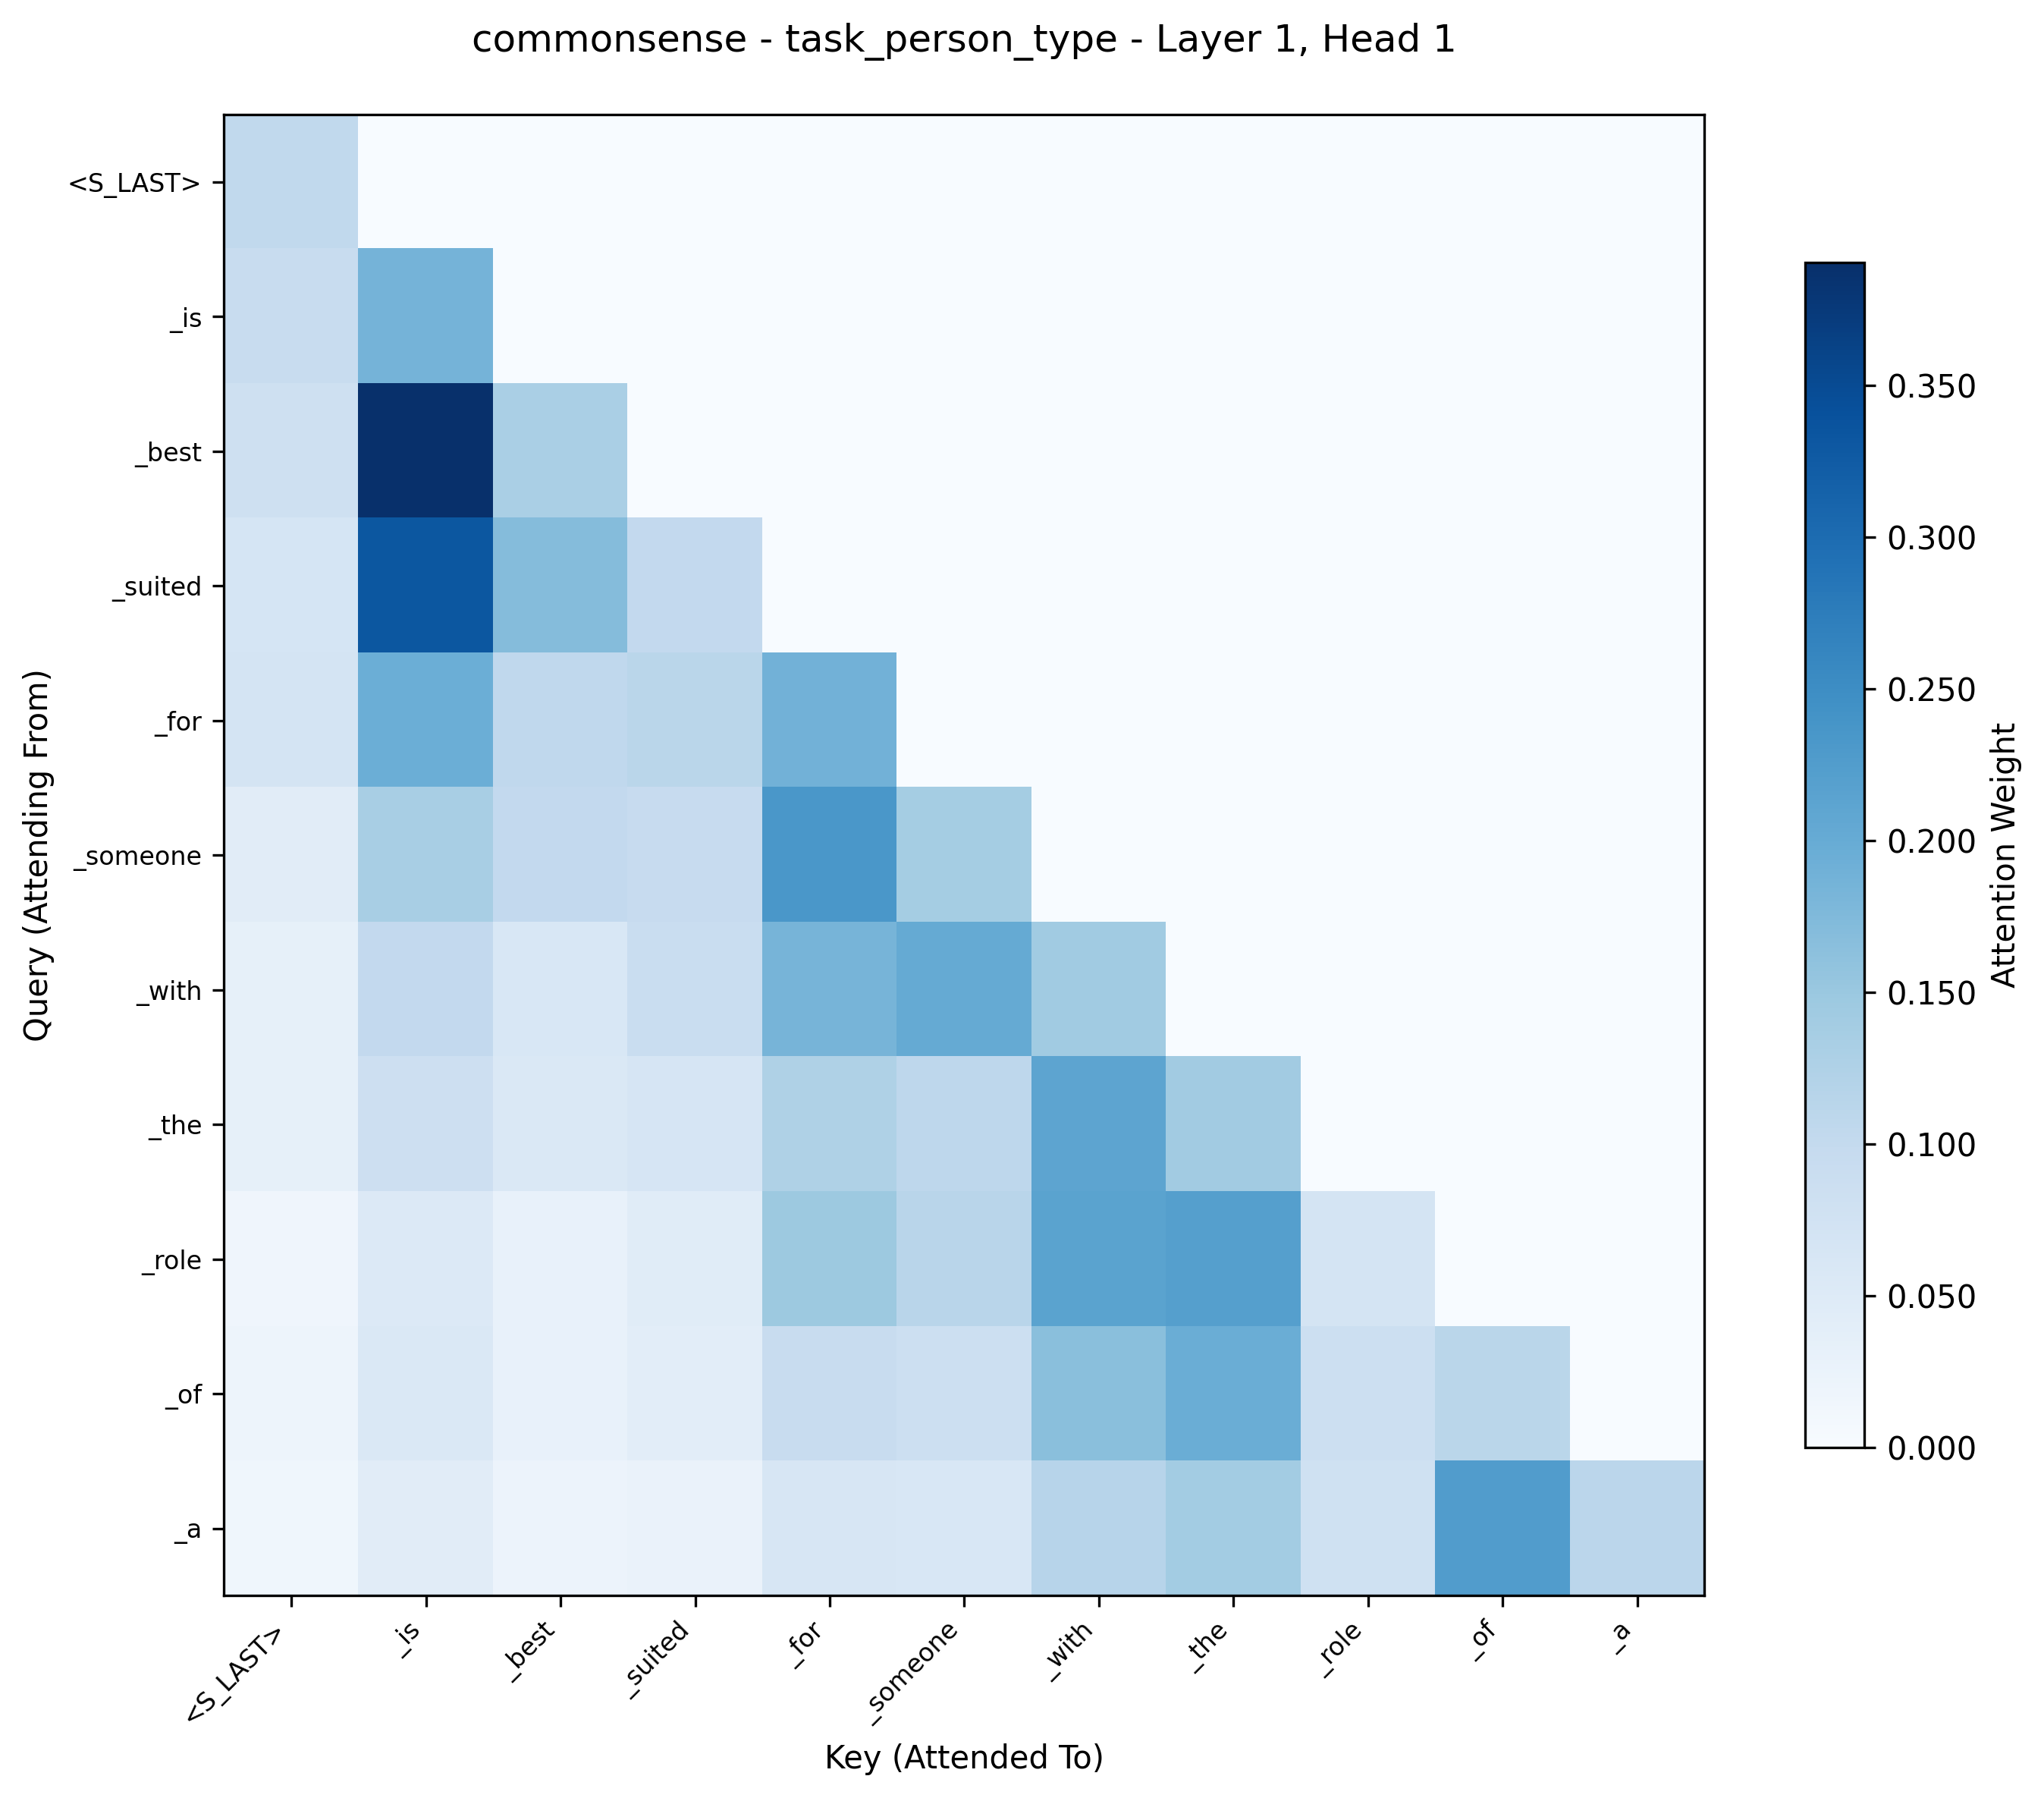 commonsense - task_person_type - Layer 1, Head 1
Query (Attending From)
<S_LAST>
_is
_best
_suited
_for
_someone
_with
_the
_role
_of
_a
<S_LAST>
_is
_best
_suited
_for
_someone
_with
_the
_role
_of
_a
Key (Attended To)
0.350
0.300
0.250
0.200
0.150
0.100
0.050
0.000
Attention Weight